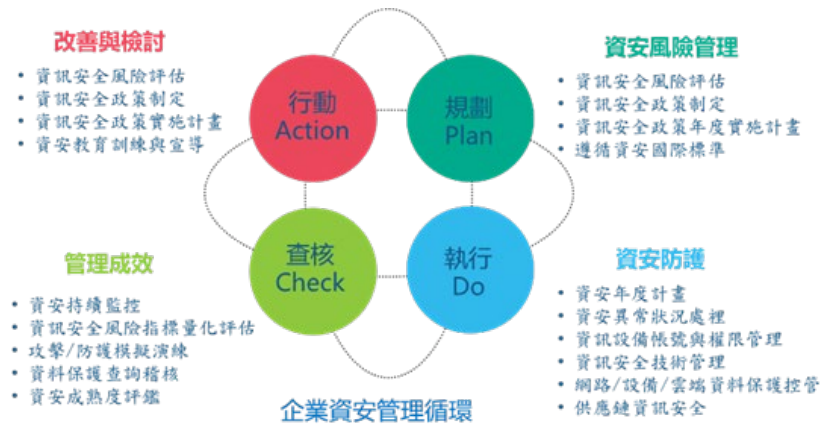 改善與檢討
• 資訊安全風險評估
• 資訊安全政策制定
• 資訊安全政策實施計畫
• 資安教育訓練與宣導
行動
Action
規劃
Plan
資安風險管理
• 資訊安全風險評估
• 資訊安全政策制定
• 資訊安全政策年度實施計畫
• 遵循資安國際標準
管理成效
• 資安持續監控
• 資訊安全風險指標量化評估
• 攻擊/防護模擬演練
• 資料保護查詢稽核
• 資安成熟度評鑑
查核
Check
執行
Do
資安防護
• 資安年度計畫
• 資安異常狀況處裡
• 資訊設備帳號與權限管理
• 資訊安全技術管理
• 網路/設備/雲端資料保護控管
• 供應鏈資訊安全
企業資安管理循環